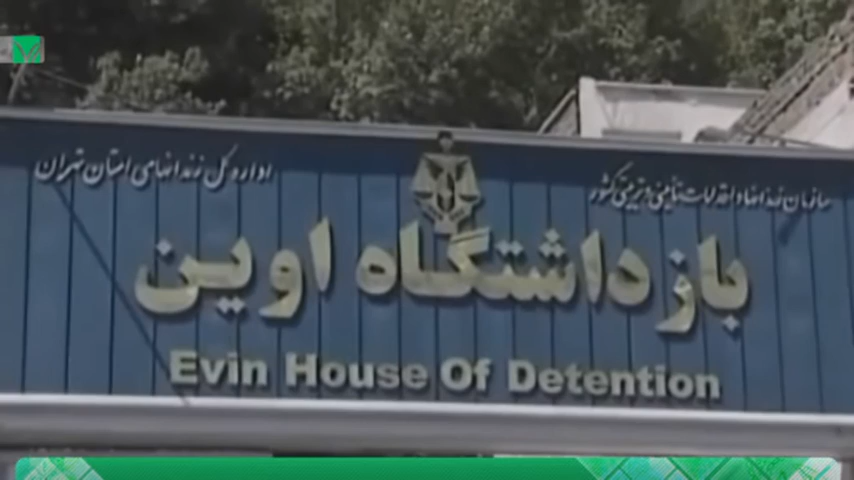 سازمان زندانها و اقدامات تامینی و تربیتی کشور
اداره کل زندانهای استان تهران
بازداشتگاه اوین
Evin House Of Detention